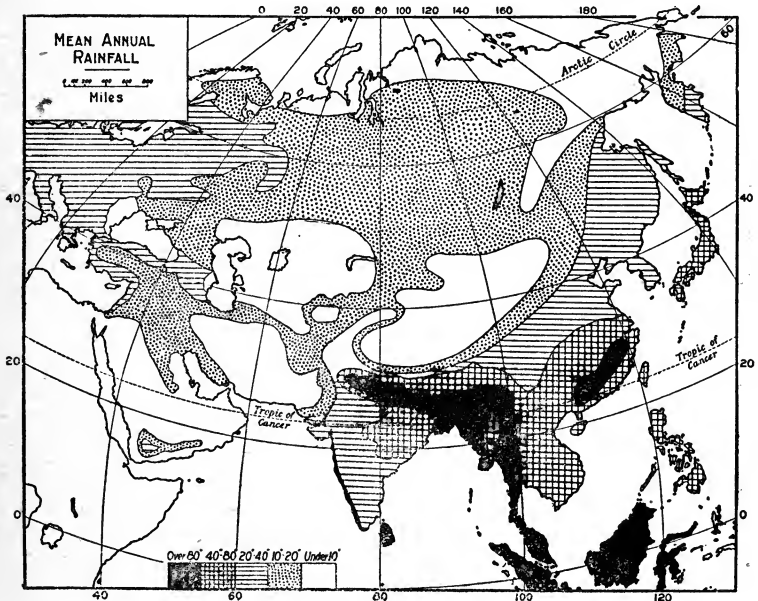 0 20 40 60 80 100 120 140 160 180
MEAN ANNUAL
RAINFALL
Miles
Arctic Circle
60
40 40
20 20
Tropic of
Cancer
Tropic of
Cancer
0 0
Over 80" 40"-80" 20"-40" 10"-20" Under 10"
40 60 80 100 120